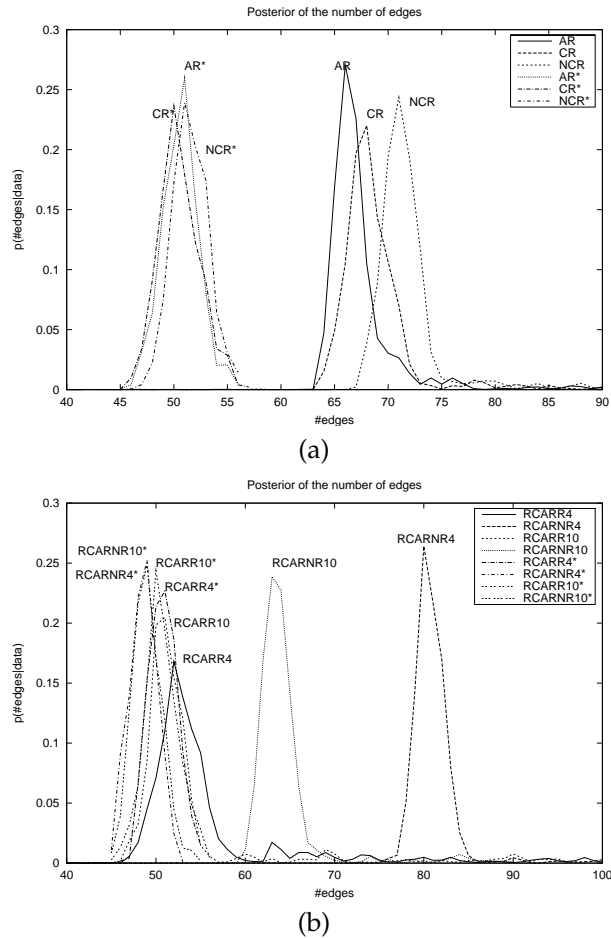 Posterior of the number of edges
0.3
0.25
0.2
0.15
0.1
0.05
0
p(#edges|data)
AR*
CR*
NCR*
AR
CR
NCR
AR
CR
NCR
AR*
CR*
NCR*
40 45 50 55 60 65 70 75 80 85 90
#edges
(a)
Posterior of the number of edges
0.3
0.25
0.2
0.15
0.1
0.05
0
p(#edges|data)
RCARNR10*
RCARNR4*
RCARR10*
RCARR4*
RCARR10
RCARR4
RCARNR10
RCARNR4
RCARR4
RCARNR4
RCARR10
RCARNR10
RCARR4*
RCARNR4*
RCARR10*
RCARNR10*
40 50 60 70 80 90 100
#edges
(b)